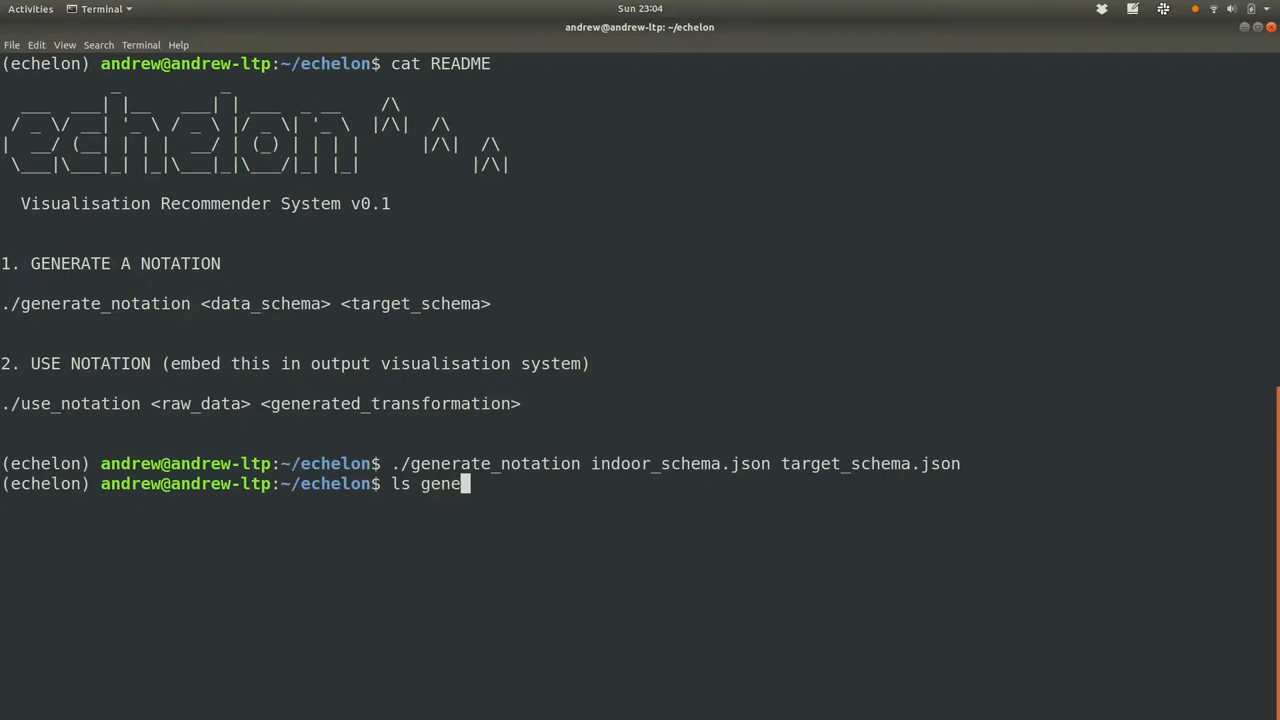 Activities Terminal Sun 23:04
andrew@andrew-ltp: ~/echelon
File Edit View Search Terminal Help
(echelon) andrew@andrew-ltp:~/echelon$ cat README
echelon
Visualisation Recommender System v0.1
1. GENERATE A NOTATION
./generate_notation <data_schema> <target_schema>
2. USE NOTATION (embed this in output visualisation system)
./use_notation <raw_data> <generated_transformation>
(echelon) andrew@andrew-ltp:~/echelon$ ./generate_notation indoor_schema.json target_schema.json
(echelon) andrew@andrew-ltp:~/echelon$ ls gene